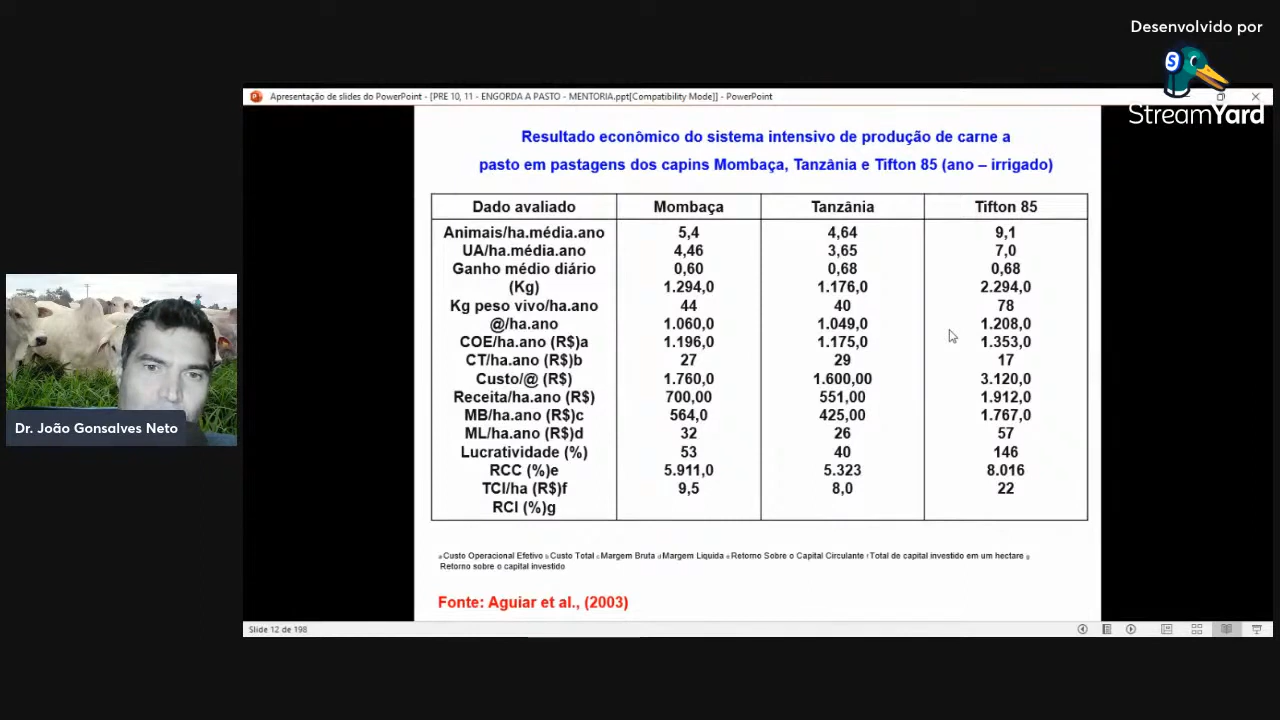 Desenvolvido por
StreamYard
Apresentação de slides do PowerPoint - [PRE 10, 11 - ENGORDA A PASTO - MENTORIA.ppt[Compatibility Mode]] - PowerPoint
Resultado econômico do sistema intensivo de produção de carne a
pasto em pastagens dos capins Mombaça, Tanzânia e Tifton 85 (ano – irrigado)
Dado avaliado Mombaça Tanzânia Tifton 85
Animais/ha.média.ano 5,4 4,64 9,1
UA/ha.média.ano 4,46 3,65 7,0
Ganho médio diário 0,60 0,68 0,68
(Kg) 1.294,0 1.176,0 2.294,0
Kg peso vivo/ha.ano 44 40 78
@/ha.ano 1.060,0 1.049,0 1.208,0
COE/ha.ano (R$)a 1.196,0 1.175,0 1.353,0
CT/ha.ano (R$)b 27 29 17
Custo/@ (R$) 1.760,0 1.600,00 3.120,0
Receita/ha.ano (R$) 700,00 551,00 1.912,0
MB/ha.ano (R$)c 564,0 425,00 1.767,0
ML/ha.ano (R$)d 32 26 57
Lucratividade (%) 53 40 146
RCC (%)e 5.911,0 5.323 8.016
TCI/ha (R$)f 9,5 8,0 22
RCI (%)g
a Custo Operacional Efetivo b Custo Total c Margem Bruta d Margem Liquida e Retorno Sobre o Capital Circulante f Total de capital investido em um hectare g
Retorno sobre o capital investido
Fonte: Aguiar et al., (2003)
Dr. João Gonsalves Neto
Slide 12 de 198